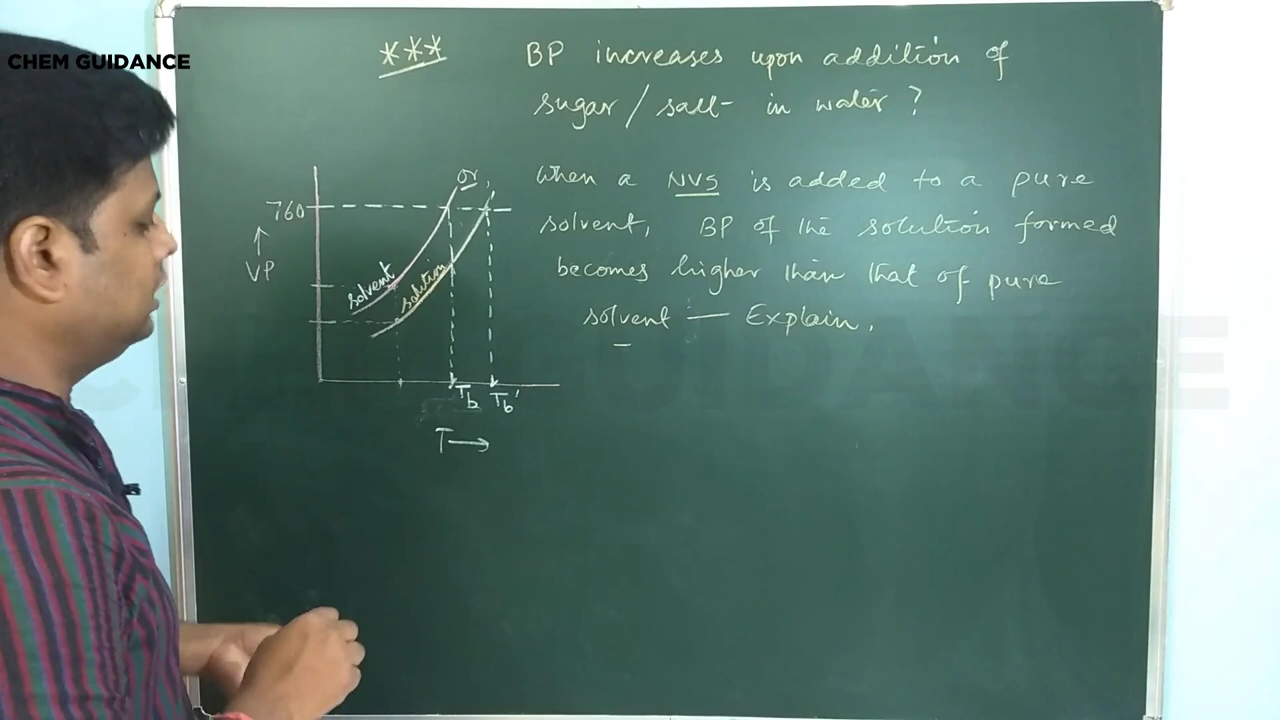 CHEM GUIDANCE
*** BP increases upon addition of
sugar / salt in water ?
When a NVS is added to a pure
solvent, BP of the solution formed
becomes higher than that of pure
solvent — Explain.
or,
760
↑
VP
solvent
solution
Tb Tb'
T→
GUIDANCE